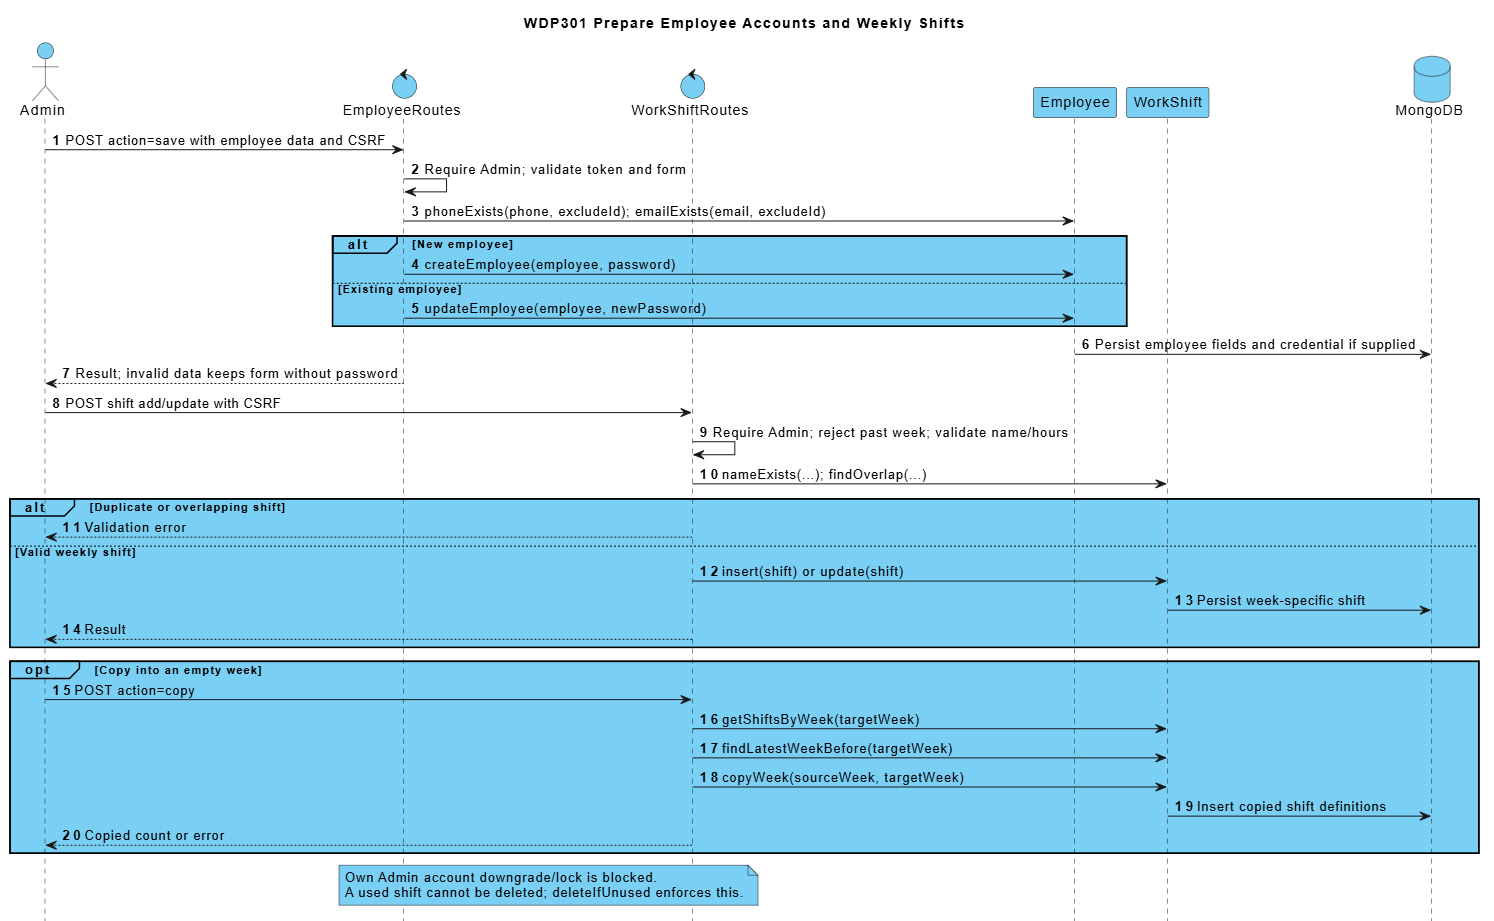 WDP301 Prepare Employee Accounts and Weekly Shifts
Admin
EmployeeRoutes
WorkShiftRoutes
Employee
WorkShift
MongoDB
1 POST action=save with employee data and CSRF
2 Require Admin; validate token and form
3 phoneExists(phone, excludeId); emailExists(email, excludeId)
alt [New employee]
4 createEmployee(employee, password)
[Existing employee]
5 updateEmployee(employee, newPassword)
6 Persist employee fields and credential if supplied
7 Result; invalid data keeps form without password
8 POST shift add/update with CSRF
9 Require Admin; reject past week; validate name/hours
10 nameExists(...); findOverlap(...)
alt [Duplicate or overlapping shift]
11 Validation error
[Valid weekly shift]
12 insert(shift) or update(shift)
13 Persist week-specific shift
14 Result
opt [Copy into an empty week]
15 POST action=copy
16 getShiftsByWeek(targetWeek)
17 findLatestWeekBefore(targetWeek)
18 copyWeek(sourceWeek, targetWeek)
19 Insert copied shift definitions
20 Copied count or error
Own Admin account downgrade/lock is blocked.
A used shift cannot be deleted; deleteIfUnused enforces this.